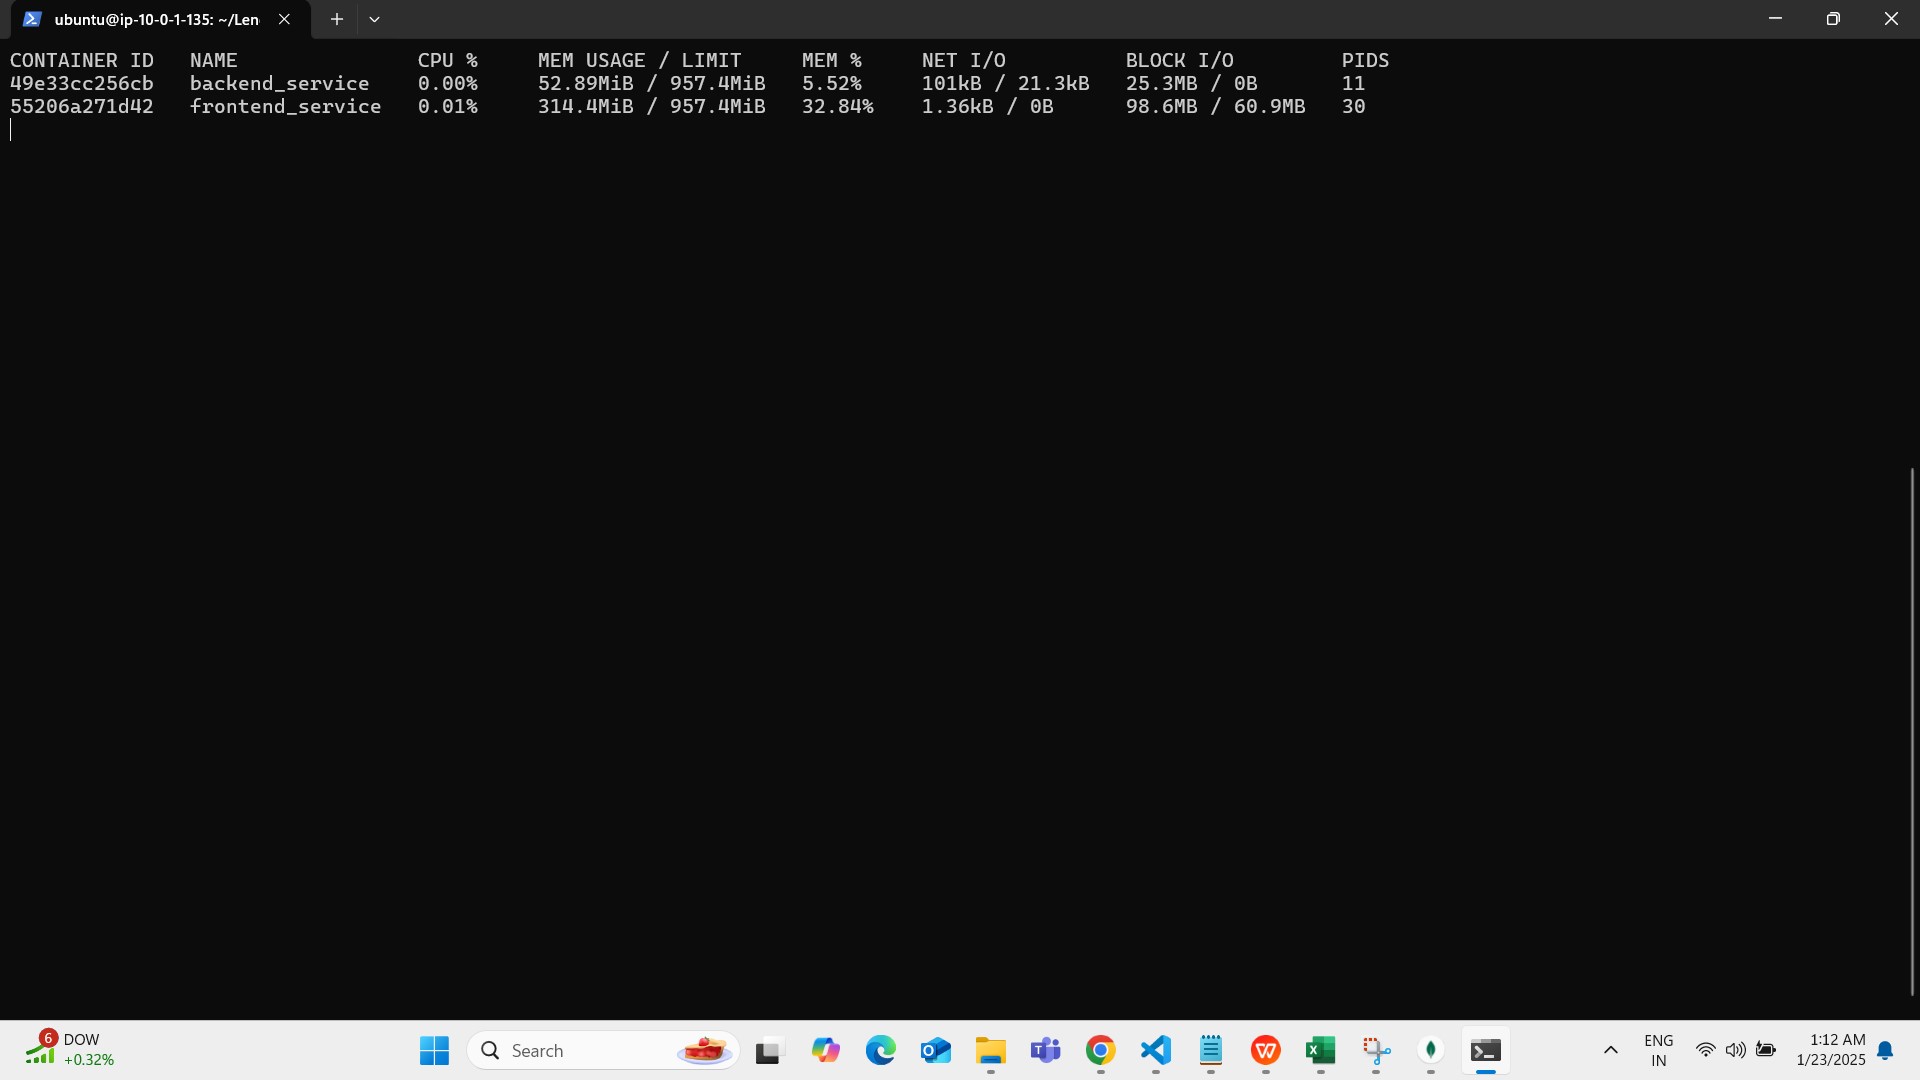 ubuntu@ip-10-0-1-135: ~/Len
CONTAINER ID   NAME               CPU %     MEM USAGE / LIMIT     MEM %     NET I/O          BLOCK I/O         PIDS
49e33cc256cb   backend_service    0.00%     52.89MiB / 957.4MiB   5.52%     101kB / 21.3kB   25.3MB / 0B       11
55206a271d42   frontend_service   0.01%     314.4MiB / 957.4MiB   32.84%    1.36kB / 0B      98.6MB / 60.9MB   30
6 DOW
+0.32%
Search
ENG
IN
1:12 AM
1/23/2025